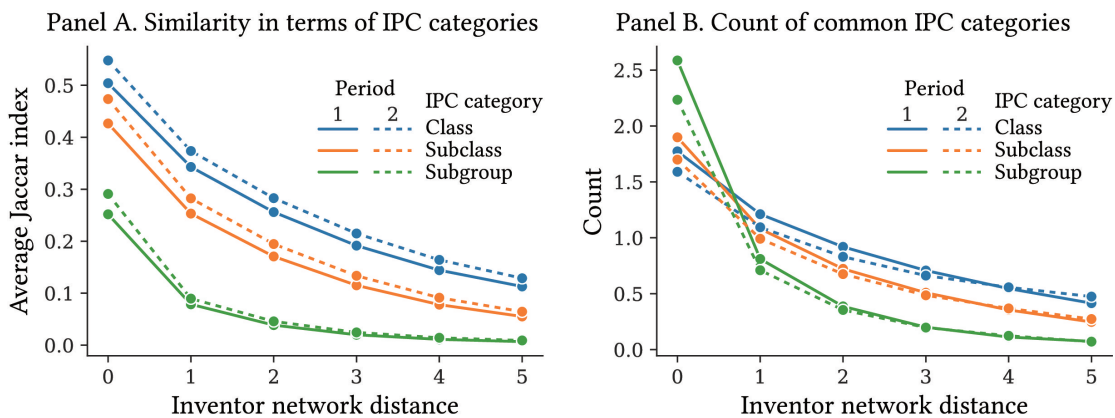 Panel A. Similarity in terms of IPC categories
Average Jaccar index
0.5
0.4
0.3
0.2
0.1
0.0
Period
1 2 IPC category
Class
Subclass
Subgroup
0 1 2 3 4 5
Inventor network distance
Panel B. Count of common IPC categories
Count
2.5
2.0
1.5
1.0
0.5
0.0
Period
1 2 IPC category
Class
Subclass
Subgroup
0 1 2 3 4 5
Inventor network distance